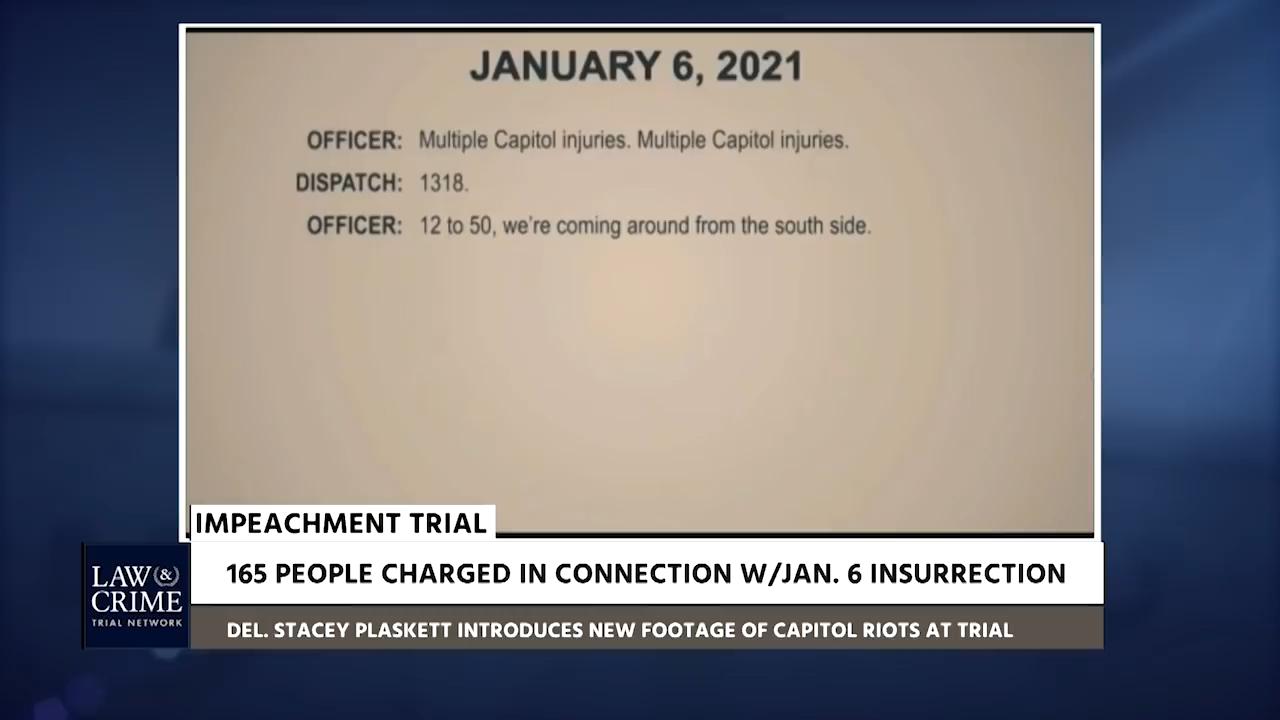 JANUARY 6, 2021
OFFICER: Multiple Capitol injuries. Multiple Capitol injuries.
DISPATCH: 1318.
OFFICER: 12 to 50, we're coming around from the south side.
IMPEACHMENT TRIAL
165 PEOPLE CHARGED IN CONNECTION W/JAN. 6 INSURRECTION
LAW &
CRIME
TRIAL NETWORK
DEL. STACEY PLASKETT INTRODUCES NEW FOOTAGE OF CAPITOL RIOTS AT TRIAL